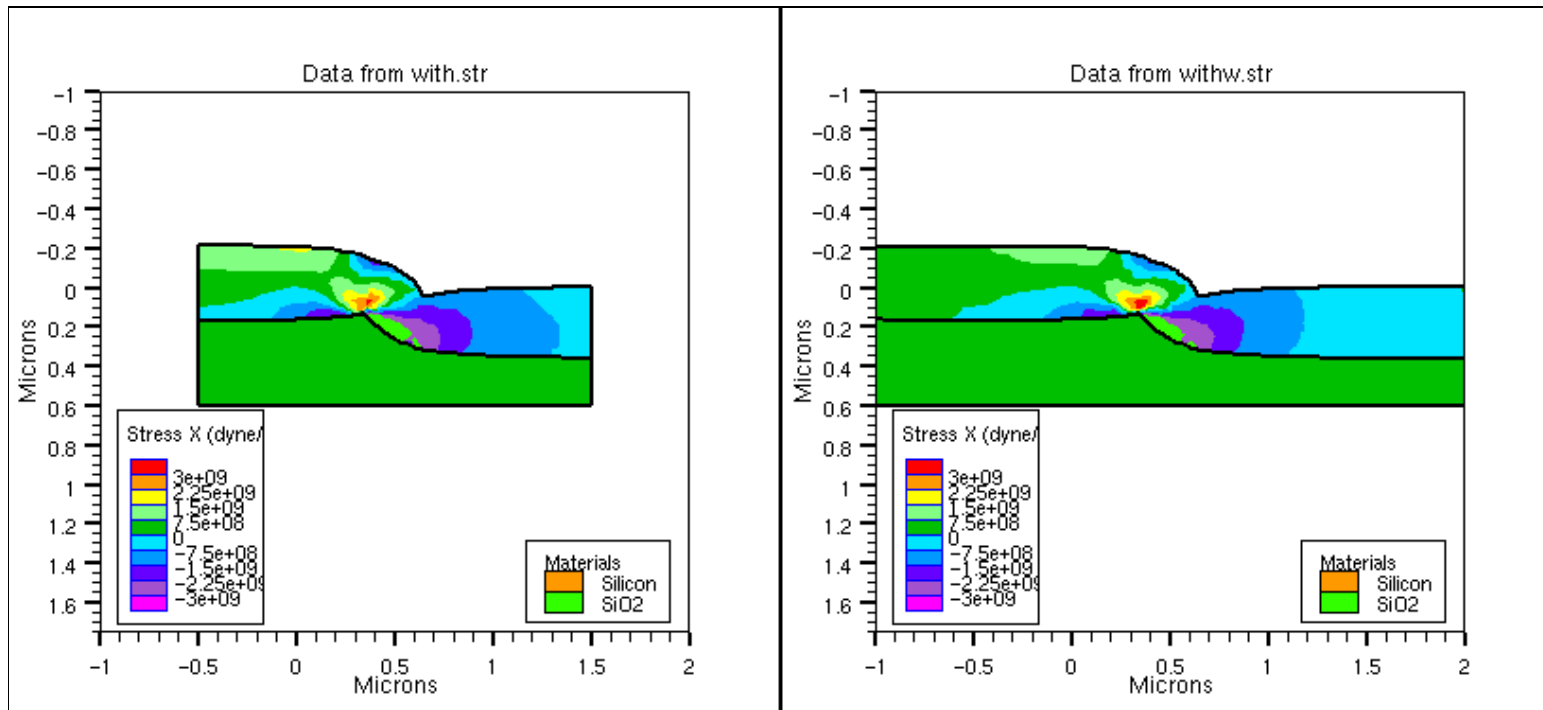 Data from with.str
-1
-0.8
-0.6
-0.4
-0.2
0
0.2
0.4
0.6
0.8
1
1.2
1.4
1.6
Microns
Stress X (dyne/
3e+09
2.25e+09
1.5e+09
7.5e+08
0
-7.5e+08
-1.5e+09
-2.25e+09
-3e+09
Materials
Silicon
SiO2
-1
-0.5
0
0.5
1
1.5
2
Microns
Data from withw.str
-1
-0.8
-0.6
-0.4
-0.2
0
0.2
0.4
0.6
0.8
1
1.2
1.4
1.6
Microns
Stress X (dyne/
3e+09
2.25e+09
1.5e+09
7.5e+08
0
-7.5e+08
-1.5e+09
-2.25e+09
-3e+09
Materials
Silicon
SiO2
-1
-0.5
0
0.5
1
1.5
2
Microns